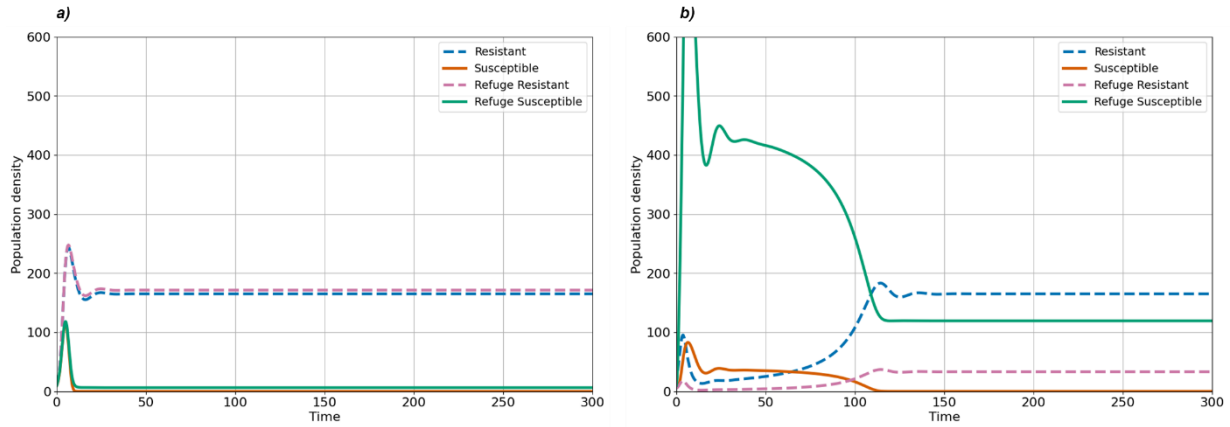 a)
600
500
400
300
200
100
0
Population density
0 50 100 150 200 250 300
Time
Resistant
Susceptible
Refuge Resistant
Refuge Susceptible
b)
600
500
400
300
200
100
0
Population density
0 50 100 150 200 250 300
Time
Resistant
Susceptible
Refuge Resistant
Refuge Susceptible